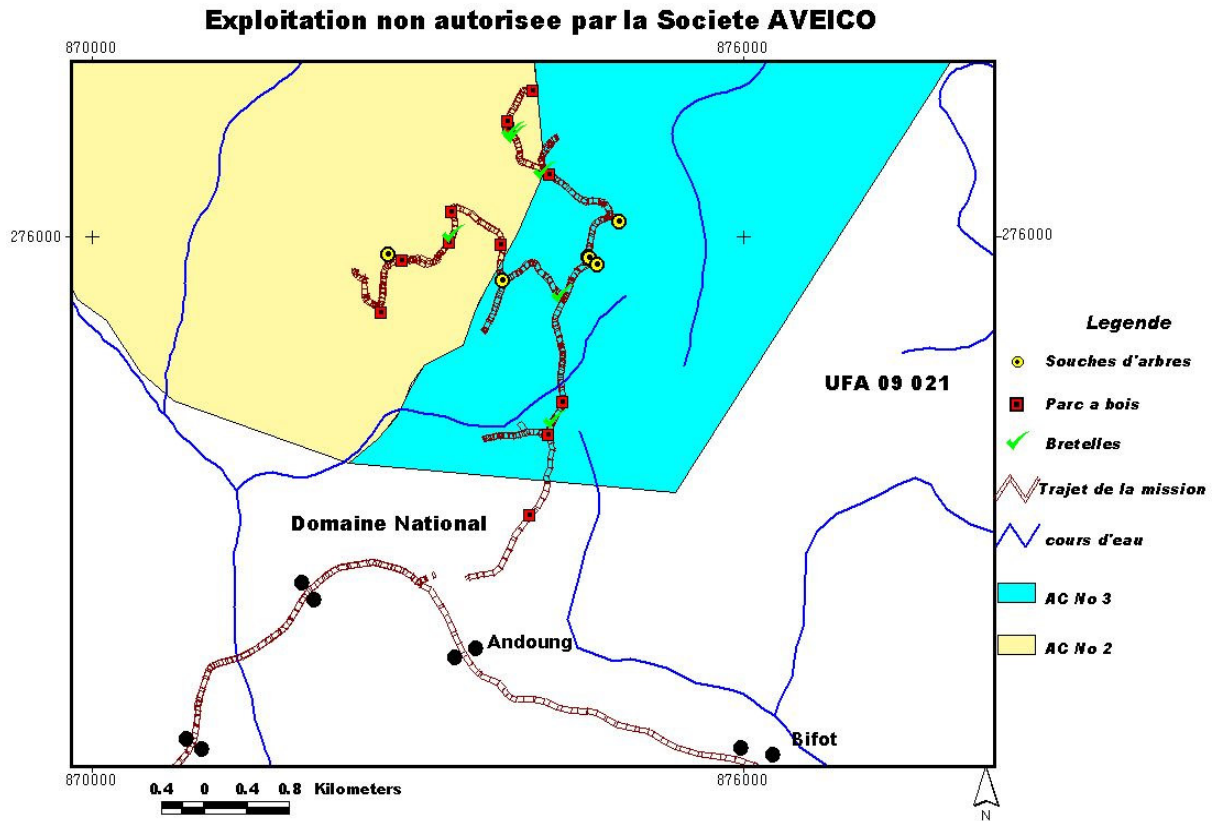 Exploitation non autorisee par la Societe AVEICO
870000
876000
276000
276000
Legende
Souches d'arbres
UFA 09 021
Parc a bois
Bretelles
Trajet de la mission
Domaine National
cours d'eau
AC No 3
Andoung
AC No 2
Bifot
870000
876000
0.4 0 0.4 0.8 Kilometers
N